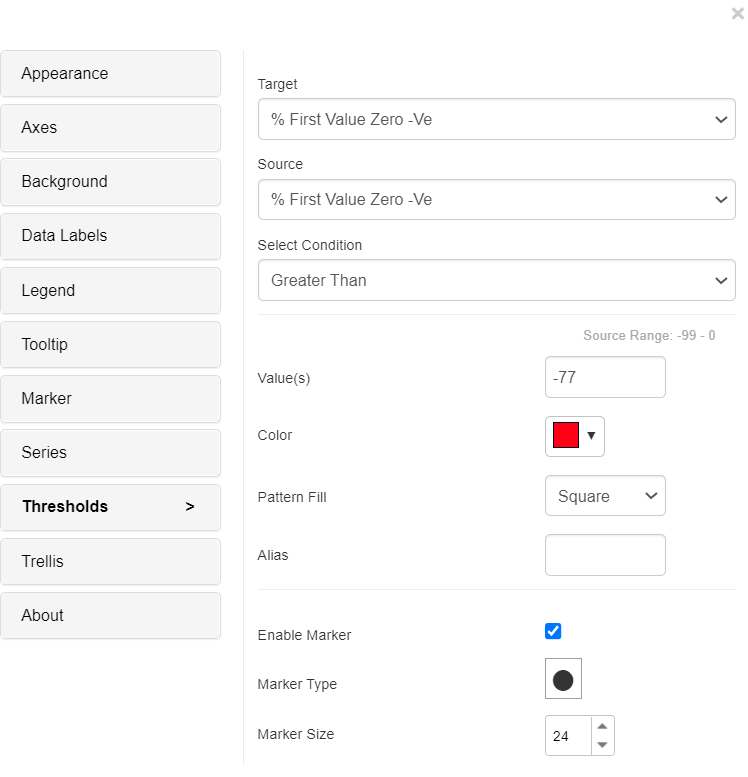 Appearance
Axes
Background
Data Labels
Legend
Tooltip
Marker
Series
Thresholds >
Trellis
About
Target
% First Value Zero -Ve
Source
% First Value Zero -Ve
Select Condition
Greater Than
Source Range: -99 - 0
Value(s) -77
Color
Pattern Fill Square
Alias
Enable Marker
Marker Type
Marker Size 24